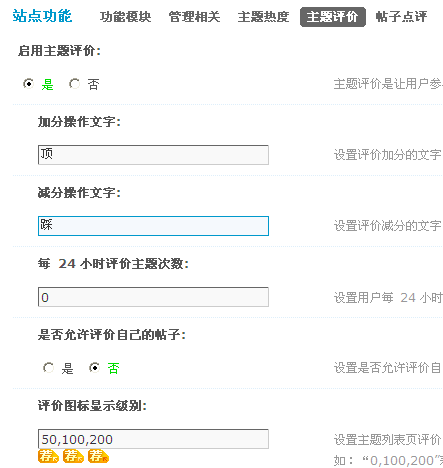 站点功能 功能模块 管理相关 主题热度 主题评价 帖子点评
启用主题评价:
是 否 主题评价是让用户参
加分操作文字:
顶 设置评价加分的文字
减分操作文字:
踩 设置评价减分的文字
每 24 小时评价主题次数:
0 设置用户每 24 小时
是否允许评价自己的帖子:
是 否 设置是否允许评价自
评价图标显示级别:
50,100,200 设置主题列表页评价
荐 荐 荐 如: “0,100,200”